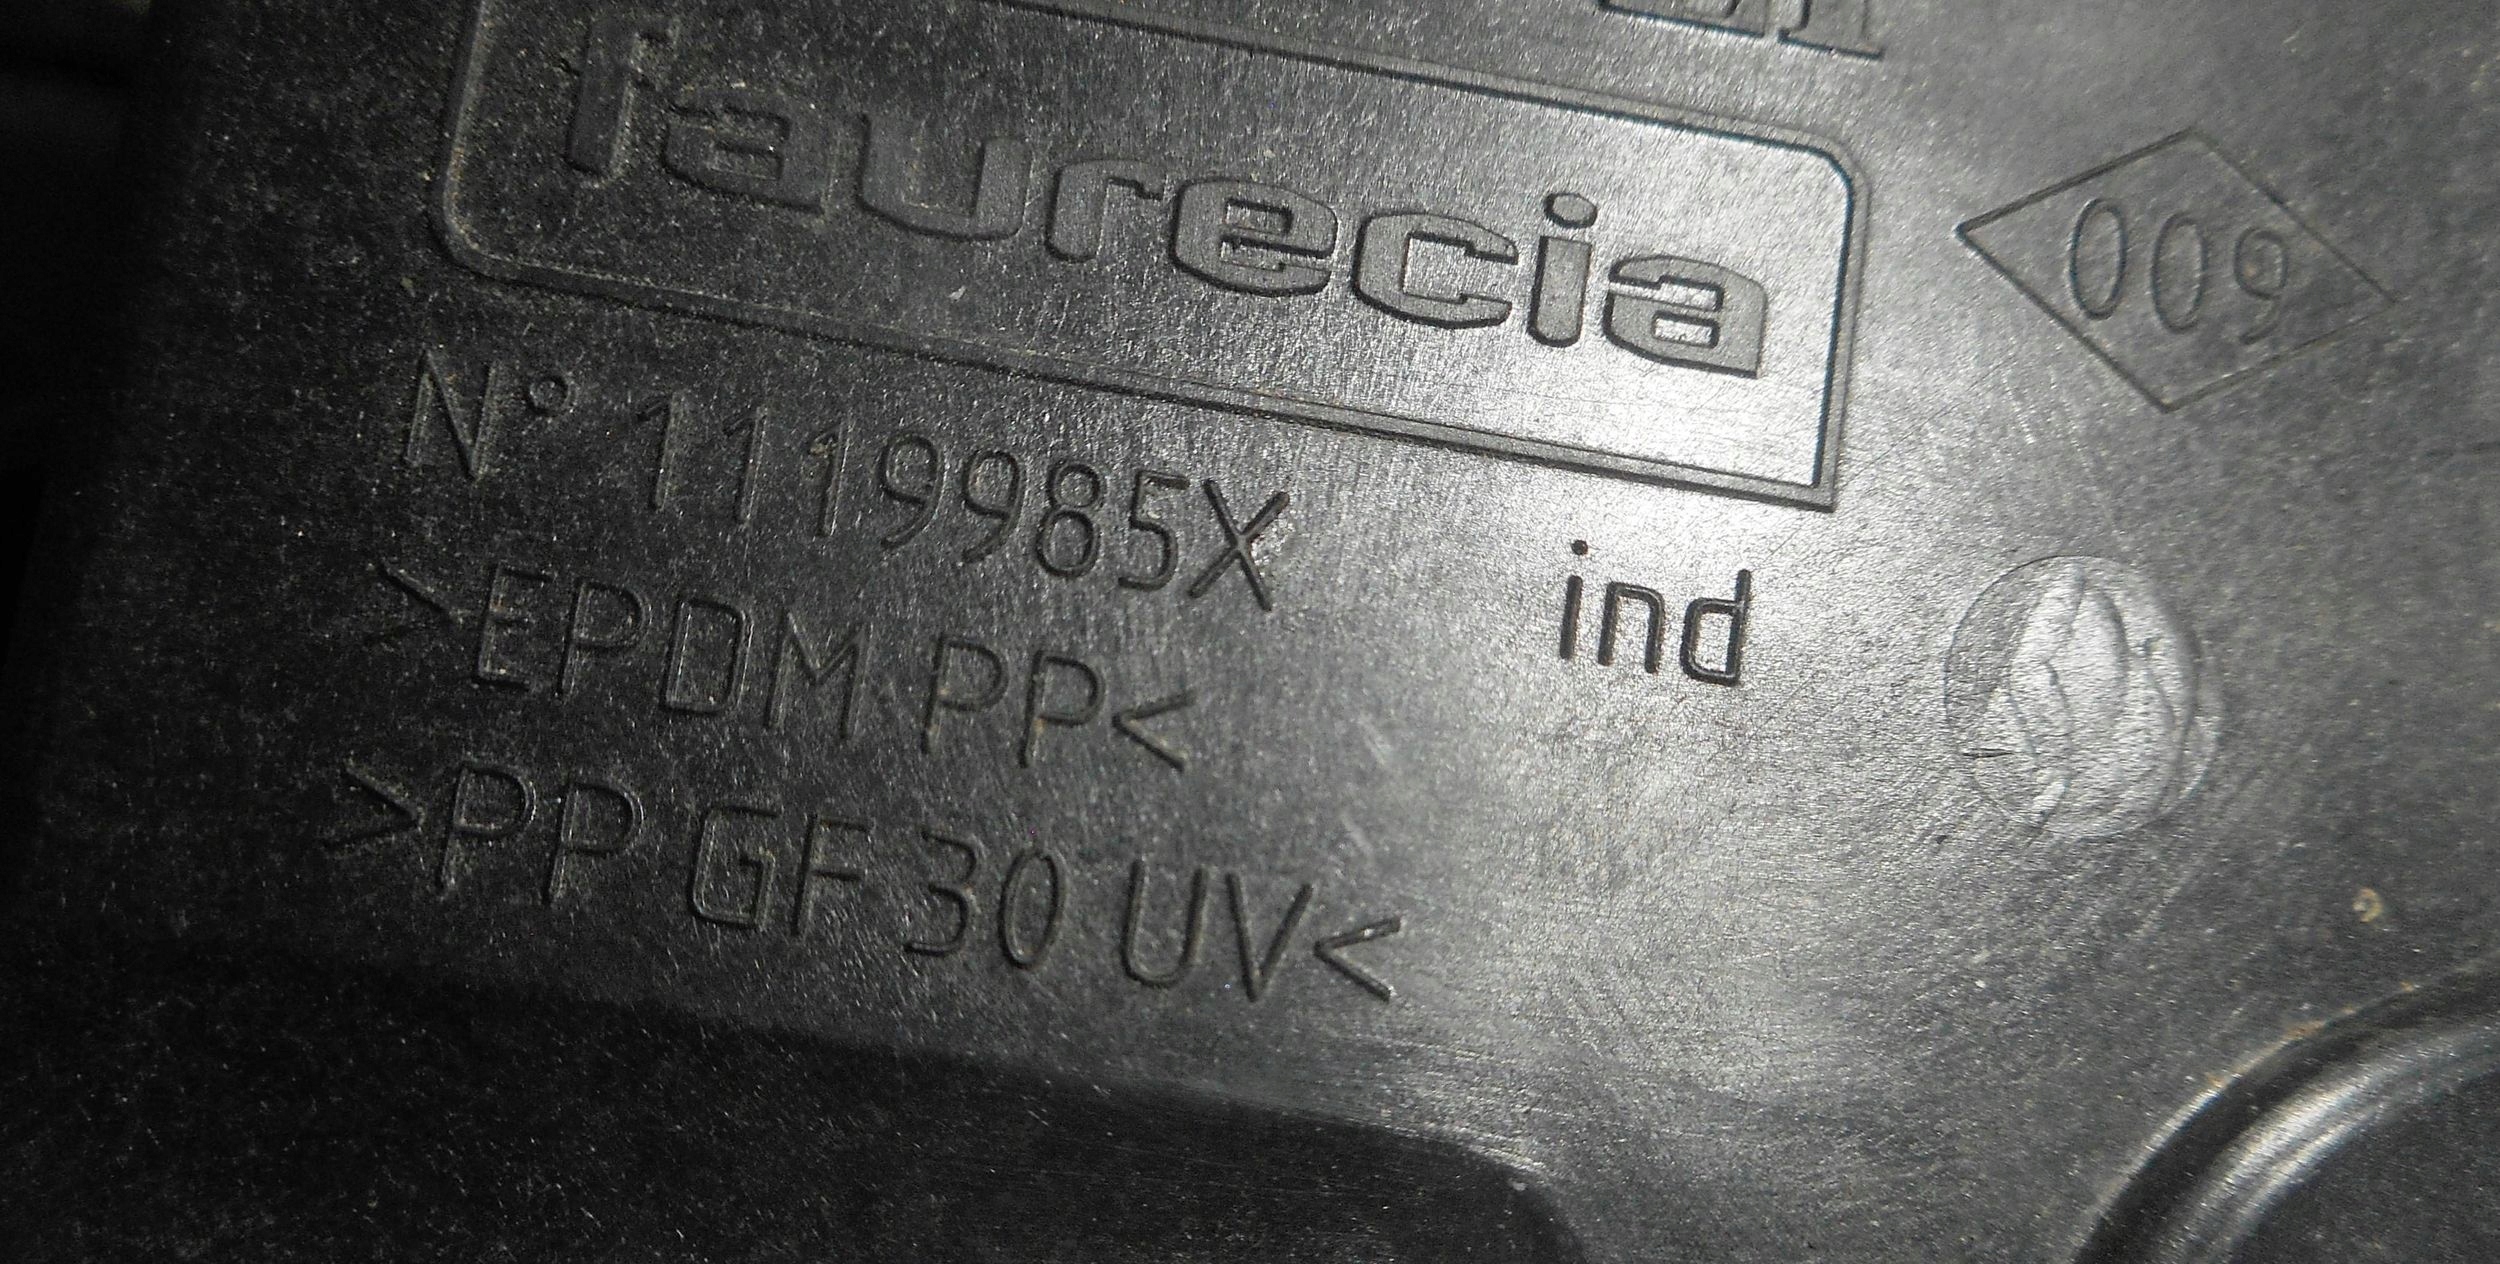 faurecia
009
N° 1119985X
ind
>EPDM PP<
>PP GF 30 UV<